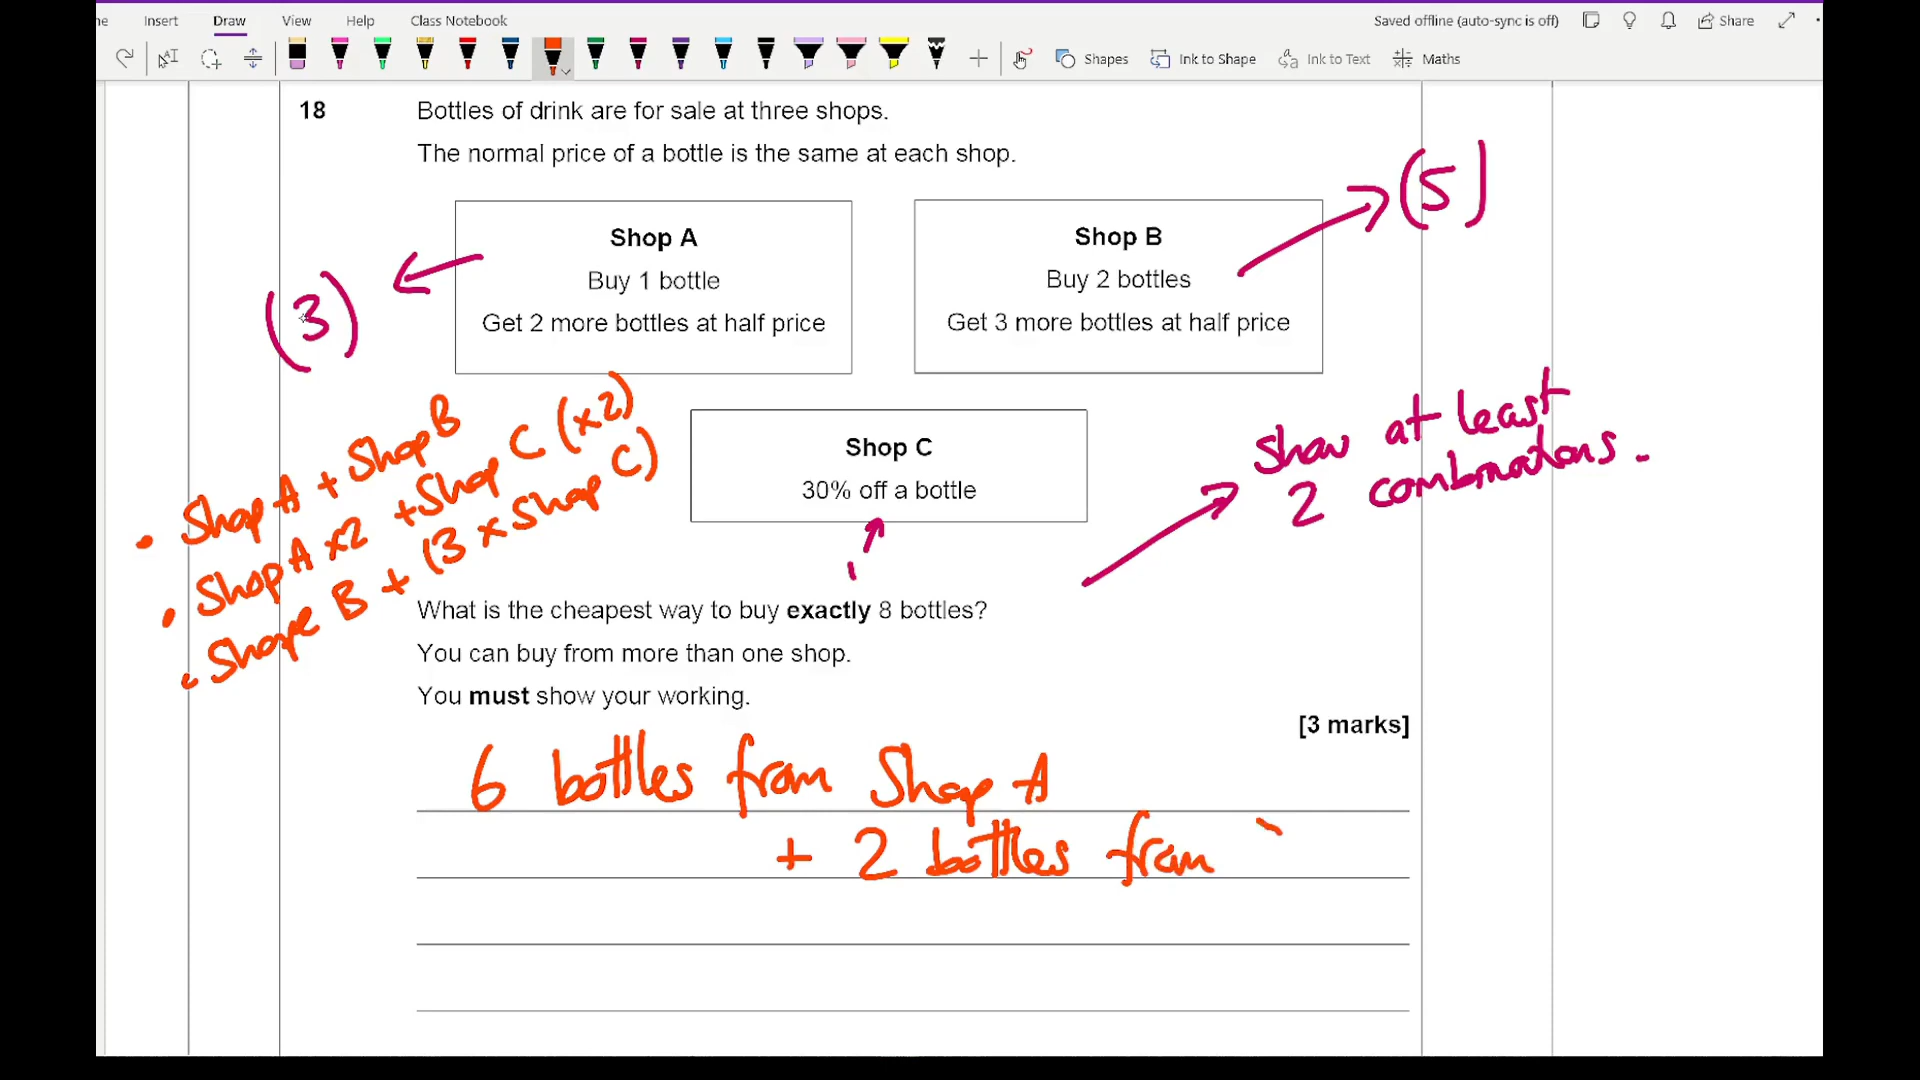 Insert Draw View Help Class Notebook
Saved offline (auto-sync is off) Share
Shapes Ink to Shape Ink to Text Maths
18 Bottles of drink are for sale at three shops.
The normal price of a bottle is the same at each shop.
(5)
Shop A
Buy 1 bottle
Get 2 more bottles at half price
Shop B
Buy 2 bottles
Get 3 more bottles at half price
(3)
Shop C
30% off a bottle
Show at least
2 combinations.
• Shop A + Shop B
• Shop A x2 + Shop C (x2)
• Shope B + (3 x Shop C)
What is the cheapest way to buy exactly 8 bottles?
You can buy from more than one shop.
You must show your working.
[3 marks]
6 bottles from Shop A
+ 2 bottles from